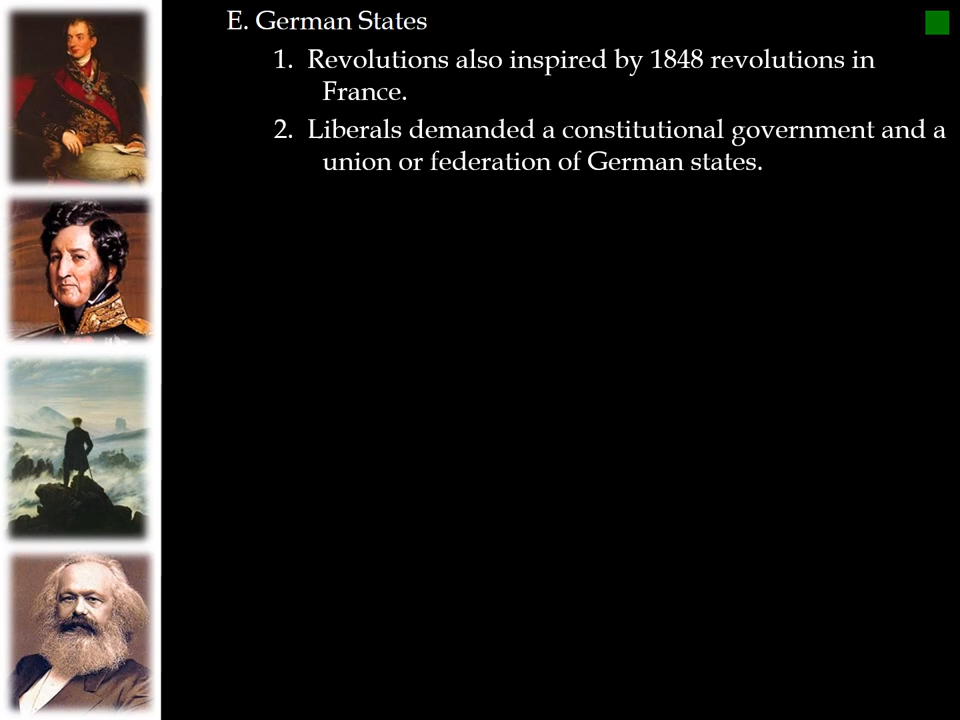 E. German States
1. Revolutions also inspired by 1848 revolutions in
France.
2. Liberals demanded a constitutional government and a
union or federation of German states.